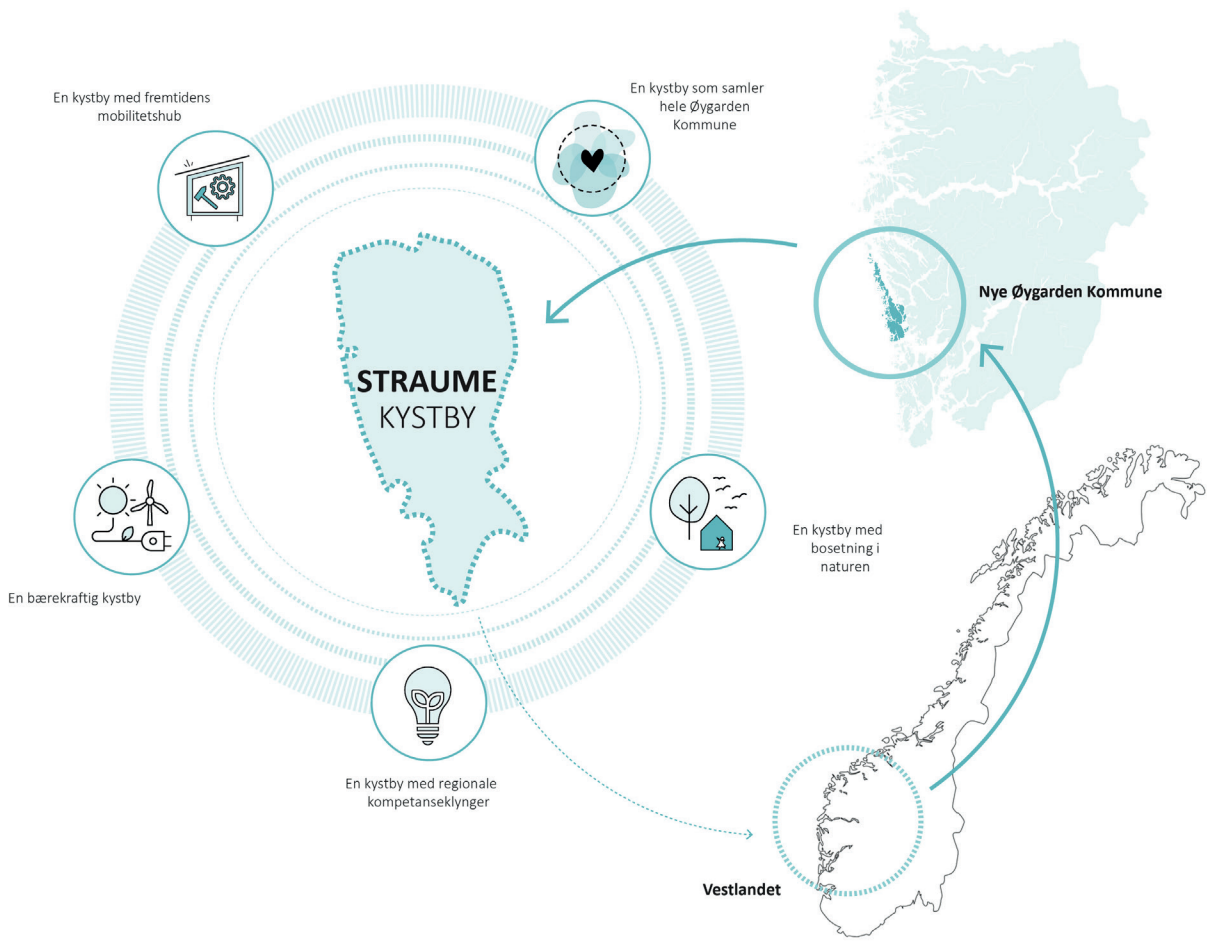 En kystby med fremtidens
mobilitetshub
En kystby som samler
hele Øygarden
Kommune
Nye Øygarden Kommune
STRAUME
KYSTBY
En kystby med
bosetning i
naturen
En bærekraftig kystby
En kystby med regionale
kompetanseklynger
Vestlandet